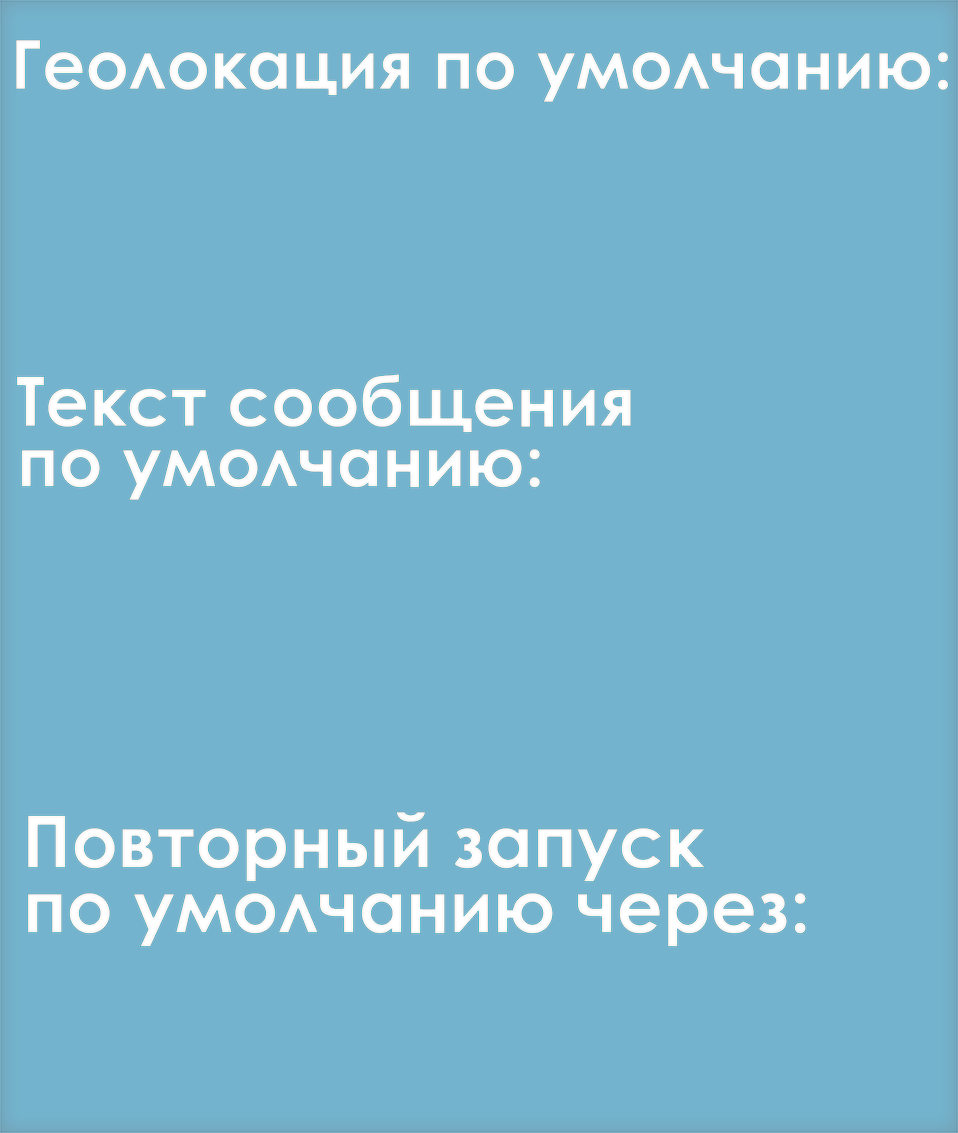 Геолокация по умолчанию:
Текст сообщения
по умолчанию:
Повторный запуск
по умолчанию через: